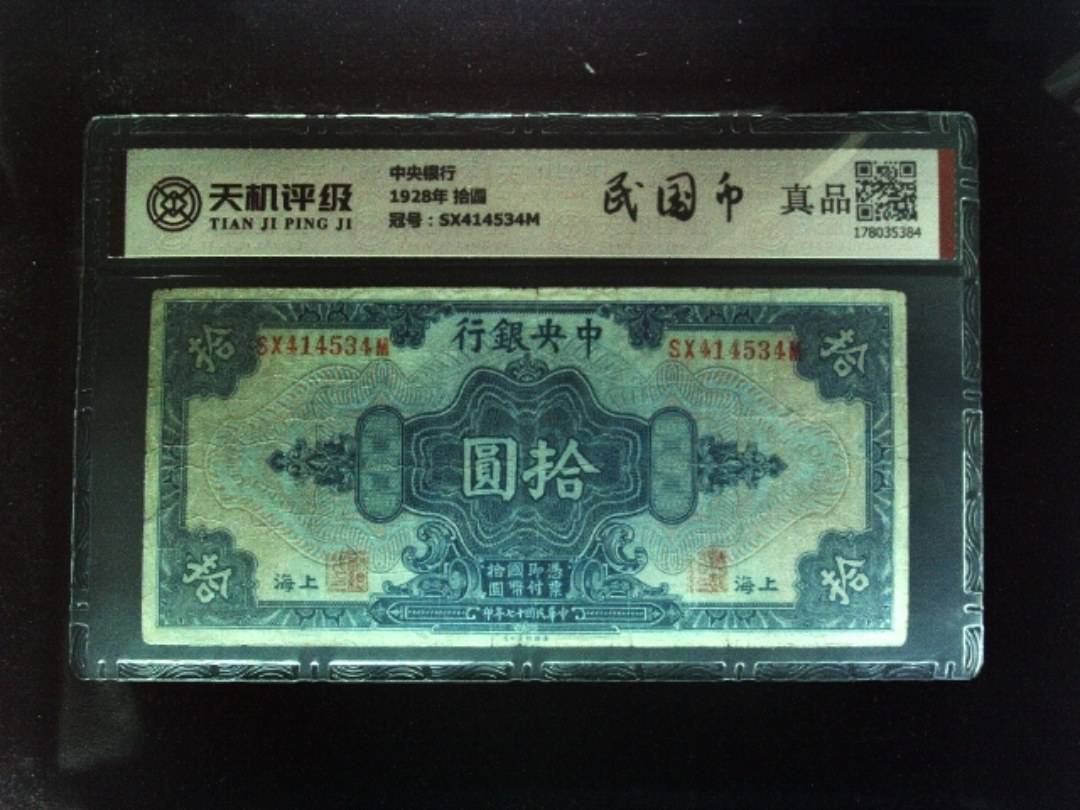 天机评级
TIAN JI PING JI
中央银行
1928年 拾圆
冠号：SX414534M
民国币
真品
178035384
中央銀行
拾
SX414534M
SX414534M
拾
拾圓
拾
上海
憑票即付國幣拾圓
上海
拾
中華民國十七年印